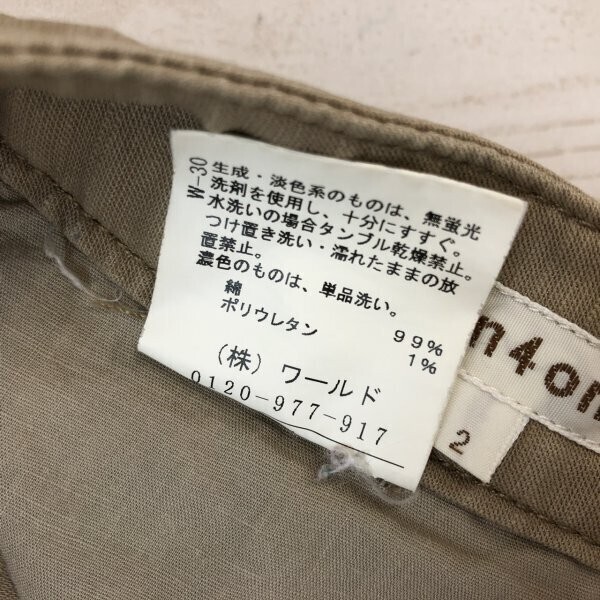 W-30
生成・淡色系のものは、無蛍光
洗剤を使用し、十分にすすぐ。
水洗いの場合タンブル乾燥禁止。
つけ置き洗い・濡れたままの放
置禁止。
濃色のものは、単品洗い。
綿 99%
ポリウレタン 1%
(株)ワールド
0120-977-917
n4on
2